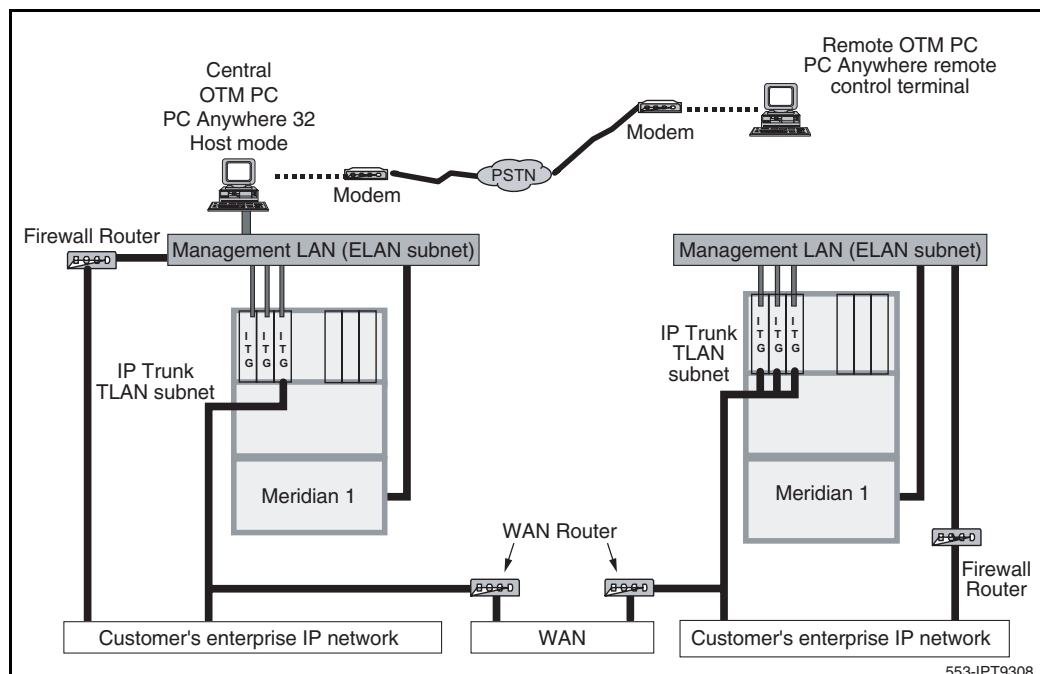 Central
OTM PC
PC Anywhere 32
Host mode
Remote OTM PC
PC Anywhere remote
control terminal
Modem
PSTN
Modem
Firewall Router
Management LAN (ELAN subnet)
Management LAN (ELAN subnet)
I
T
G
I
T
G
I
T
G
IP Trunk
TLAN subnet
Meridian 1
I
T
G
I
T
G
I
T
G
IP Trunk
TLAN
subnet
Meridian 1
WAN Router
Firewall
Router
Customer's enterprise IP network
WAN
Customer's enterprise IP network
553-IPT9308